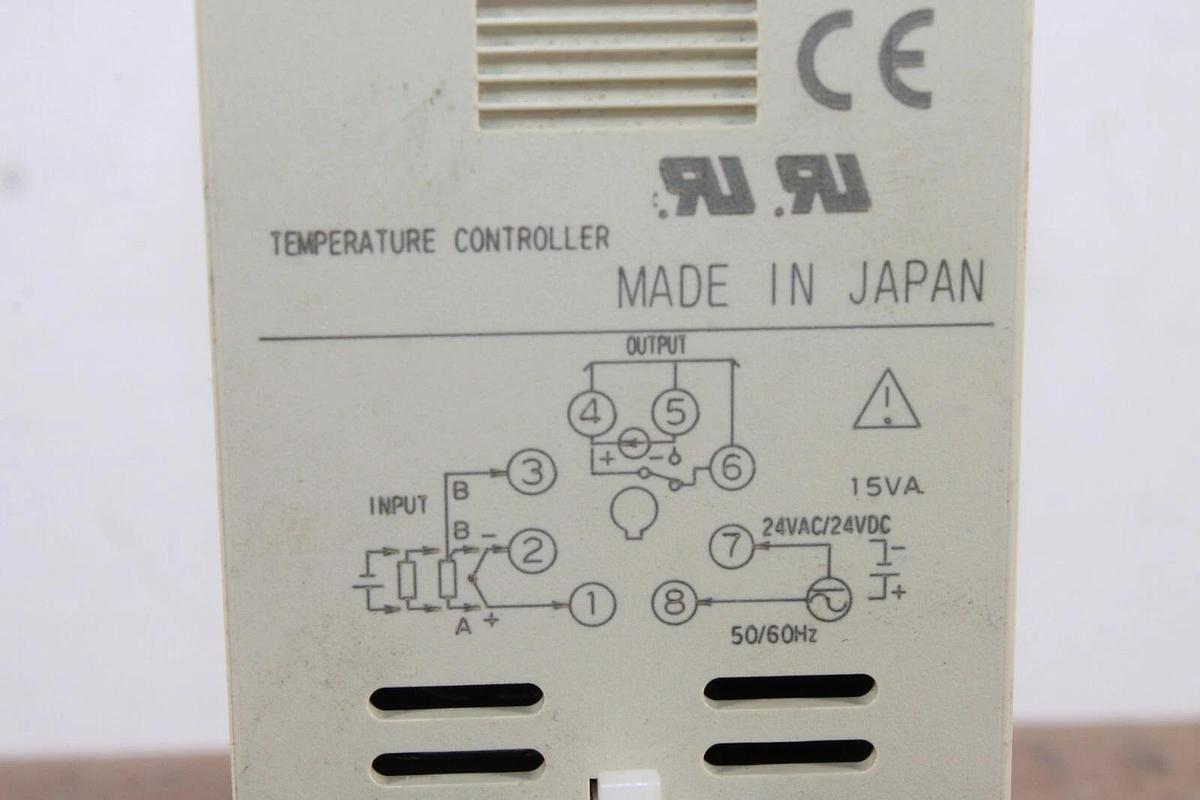 CE
TEMPERATURE CONTROLLER
MADE IN JAPAN
OUTPUT
4 5
+ -
6
3
B
INPUT
B - 2
A + 1
15VA
24VAC/24VDC
7 -
8 +
50/60Hz